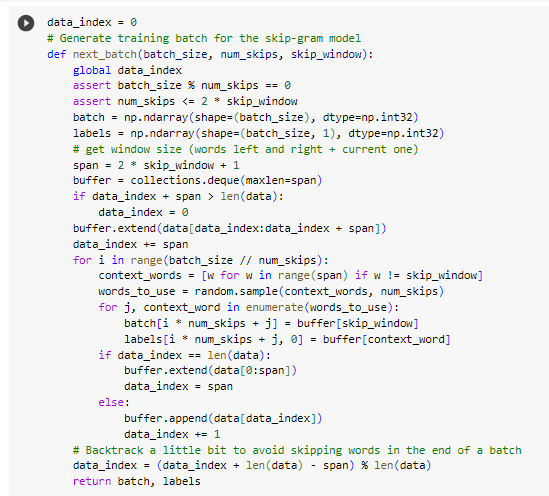 data_index = 0
# Generate training batch for the skip-gram model
def next_batch(batch_size, num_skips, skip_window):
    global data_index
    assert batch_size % num_skips == 0
    assert num_skips <= 2 * skip_window
    batch = np.ndarray(shape=(batch_size), dtype=np.int32)
    labels = np.ndarray(shape=(batch_size, 1), dtype=np.int32)
    # get window size (words left and right + current one)
    span = 2 * skip_window + 1
    buffer = collections.deque(maxlen=span)
    if data_index + span > len(data):
        data_index = 0
    buffer.extend(data[data_index:data_index + span])
    data_index += span
    for i in range(batch_size // num_skips):
        context_words = [w for w in range(span) if w != skip_window]
        words_to_use = random.sample(context_words, num_skips)
        for j, context_word in enumerate(words_to_use):
            batch[i * num_skips + j] = buffer[skip_window]
            labels[i * num_skips + j, 0] = buffer[context_word]
        if data_index == len(data):
            buffer.extend(data[0:span])
            data_index = span
        else:
            buffer.append(data[data_index])
            data_index += 1
    # Backtrack a little bit to avoid skipping words in the end of a batch
    data_index = (data_index + len(data) - span) % len(data)
    return batch, labels